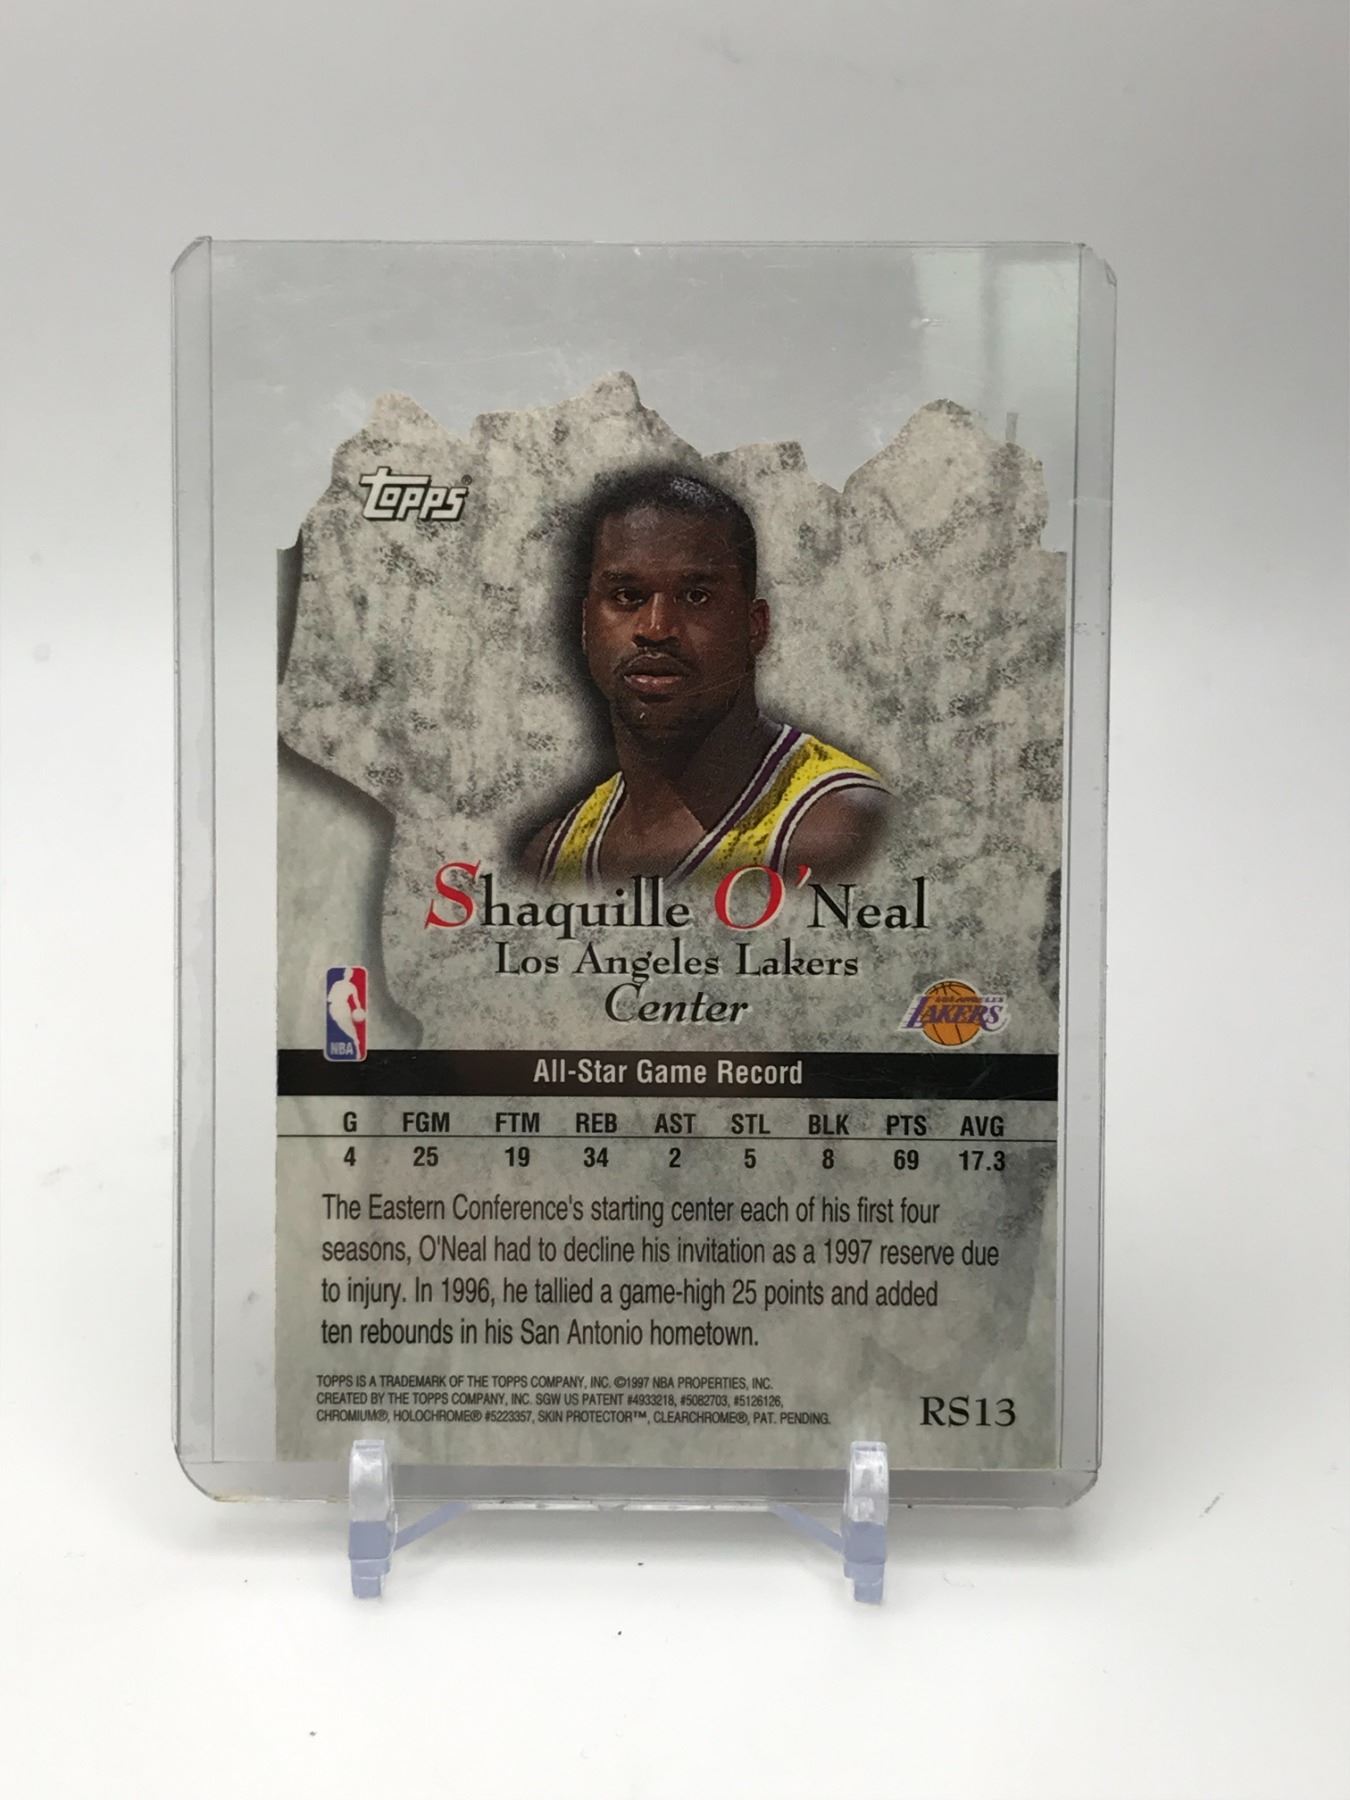 Topps®
Shaquille O'Neal
Los Angeles Lakers
Center
NBA
LOS ANGELES
LAKERS
All-Star Game Record
G FGM FTM REB AST STL BLK PTS AVG
4 25 19 34 2 5 8 69 17.3
The Eastern Conference's starting center each of his first four
seasons, O'Neal had to decline his invitation as a 1997 reserve due
to injury. In 1996, he tallied a game-high 25 points and added
ten rebounds in his San Antonio hometown.
TOPPS IS A TRADEMARK OF THE TOPPS COMPANY, INC. ©1997 NBA PROPERTIES, INC.
CREATED BY THE TOPPS COMPANY, INC. SGW US PATENT #4933218, #5082703, #5126126,
CHROMIUM®, HOLOCHROME® #5223357, SKIN PROTECTOR™, CLEARCHROME®, PAT. PENDING.
RS13